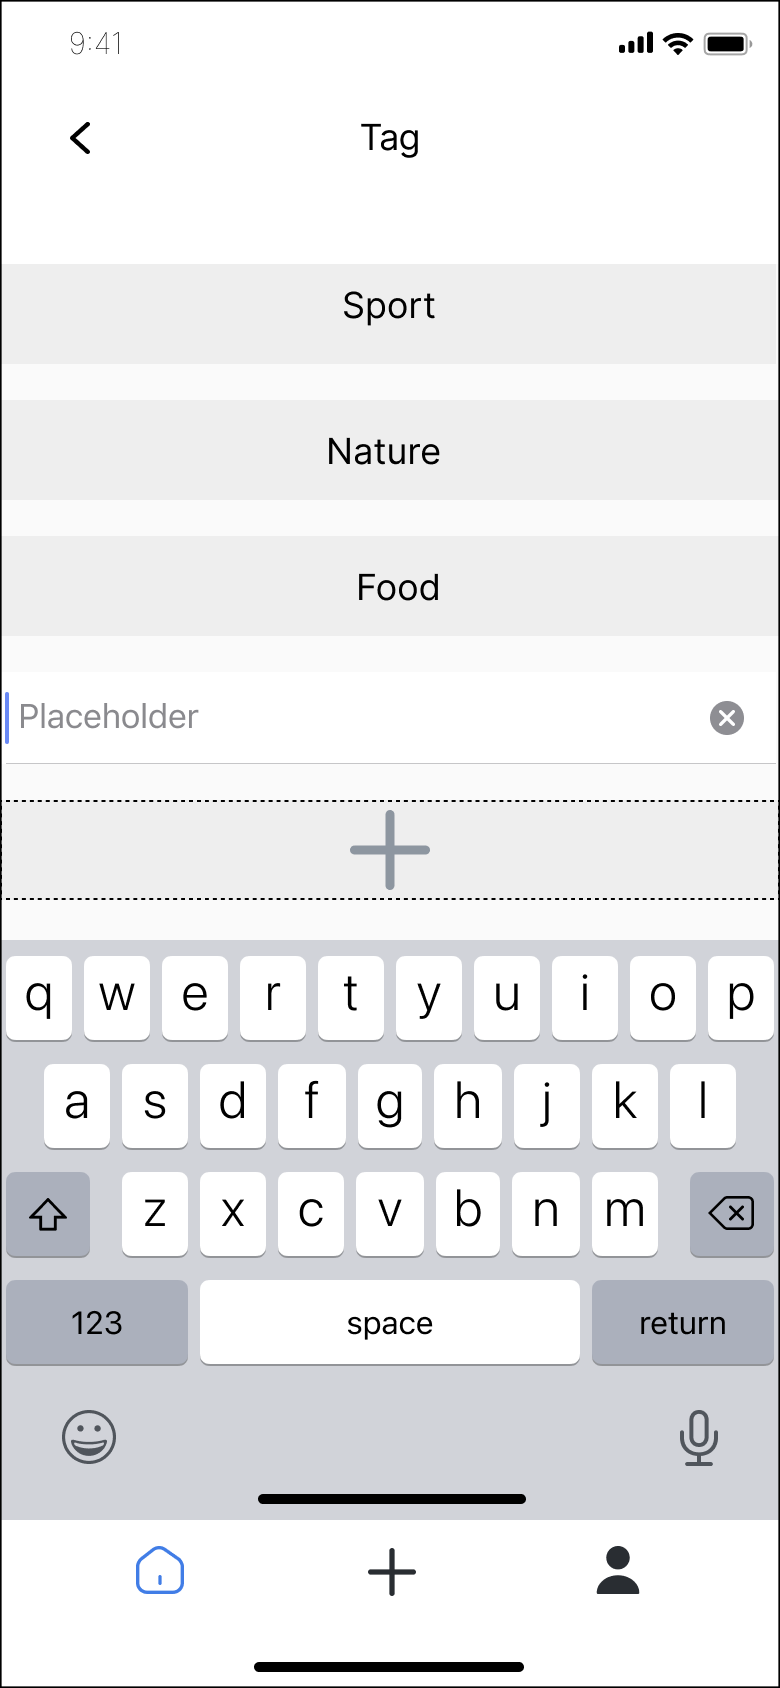 9:41
Tag
Sport
Nature
Food
Placeholder
q w e r t y u i o p
a s d f g h j k l
z x c v b n m
123 space return